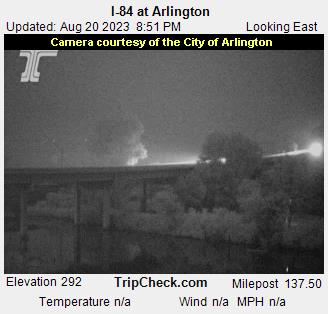 I-84 at Arlington
Updated: Aug 20 2023 8:51 PM Looking East
Camera courtesy of the City of Arlington
Elevation 292 TripCheck.com Milepost 137.50
Temperature n/a Wind n/a MPH n/a